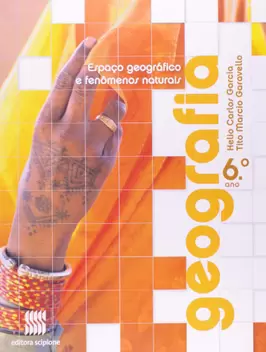 Espaço geográfico
e fenômenos naturais
geografia
Helio Carlos Garcia
Tito Marcio Garavello
6.º
ano
editora scipione